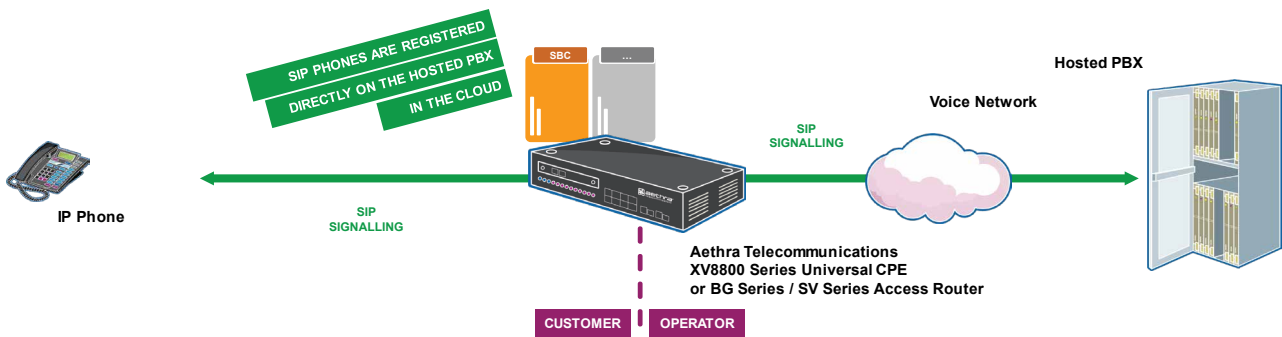 SIP PHONES ARE REGISTERED
DIRECTLY ON THE HOSTED PBX
IN THE CLOUD
SBC
...
Hosted PBX
Voice Network
SIP
SIGNALLING
IP Phone
SIP
SIGNALLING
aethra
Aethra Telecommunications
XV8800 Series Universal CPE
or BG Series / SV Series Access Router
CUSTOMER
OPERATOR